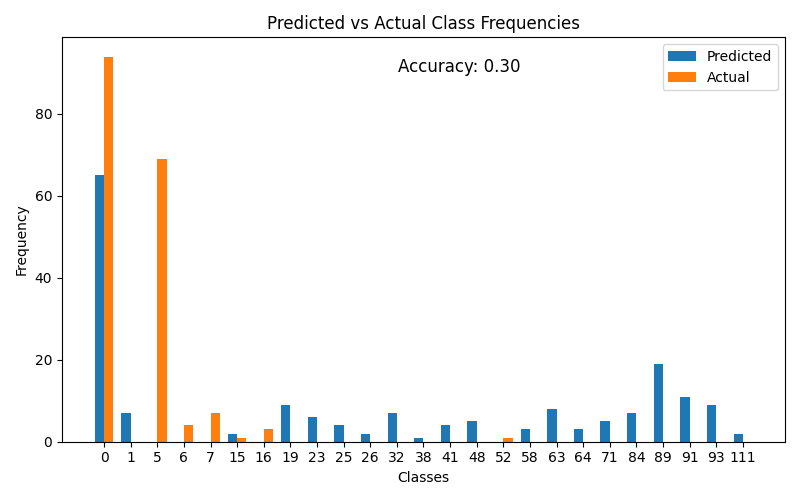 Predicted vs Actual Class Frequencies
Accuracy: 0.30
Predicted
Actual
Frequency
80
60
40
20
0
0 1 5 6 7 15 16 19 23 25 26 32 38 41 48 52 58 63 64 71 84 89 91 93 111
Classes